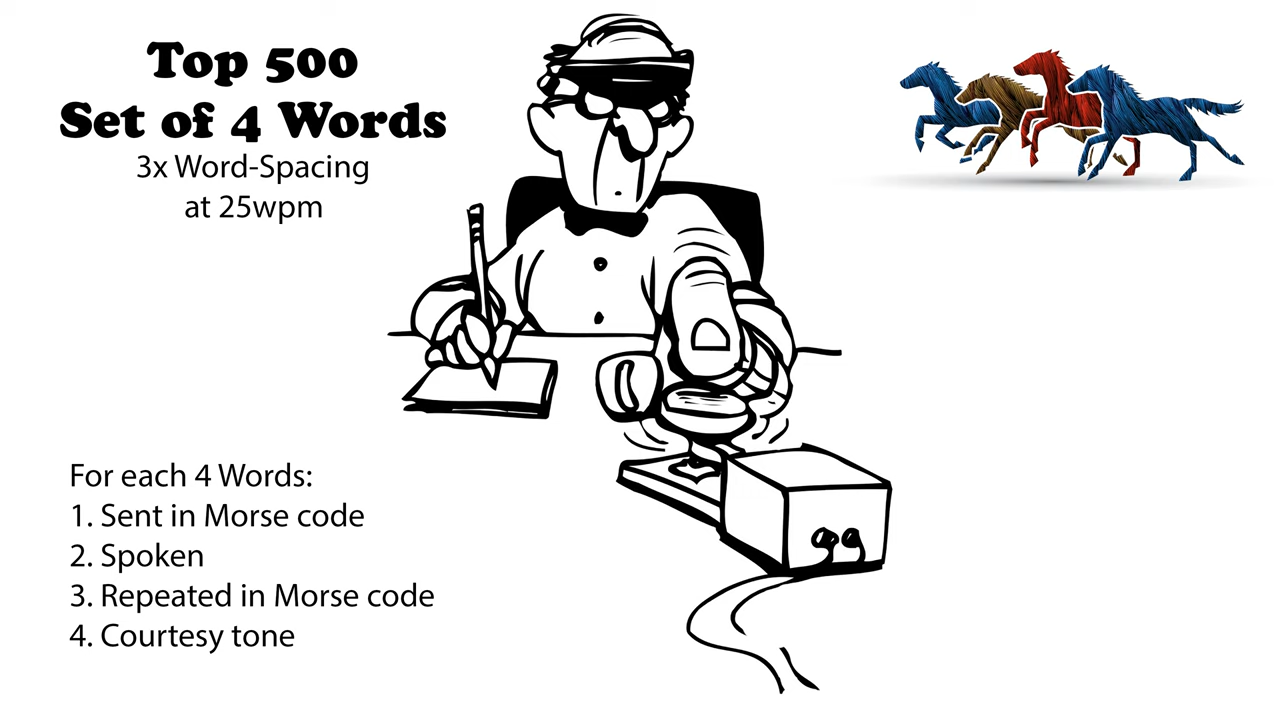 Top 500
Set of 4 Words
3x Word-Spacing
at 25wpm
For each 4 Words:
1. Sent in Morse code
2. Spoken
3. Repeated in Morse code
4. Courtesy tone